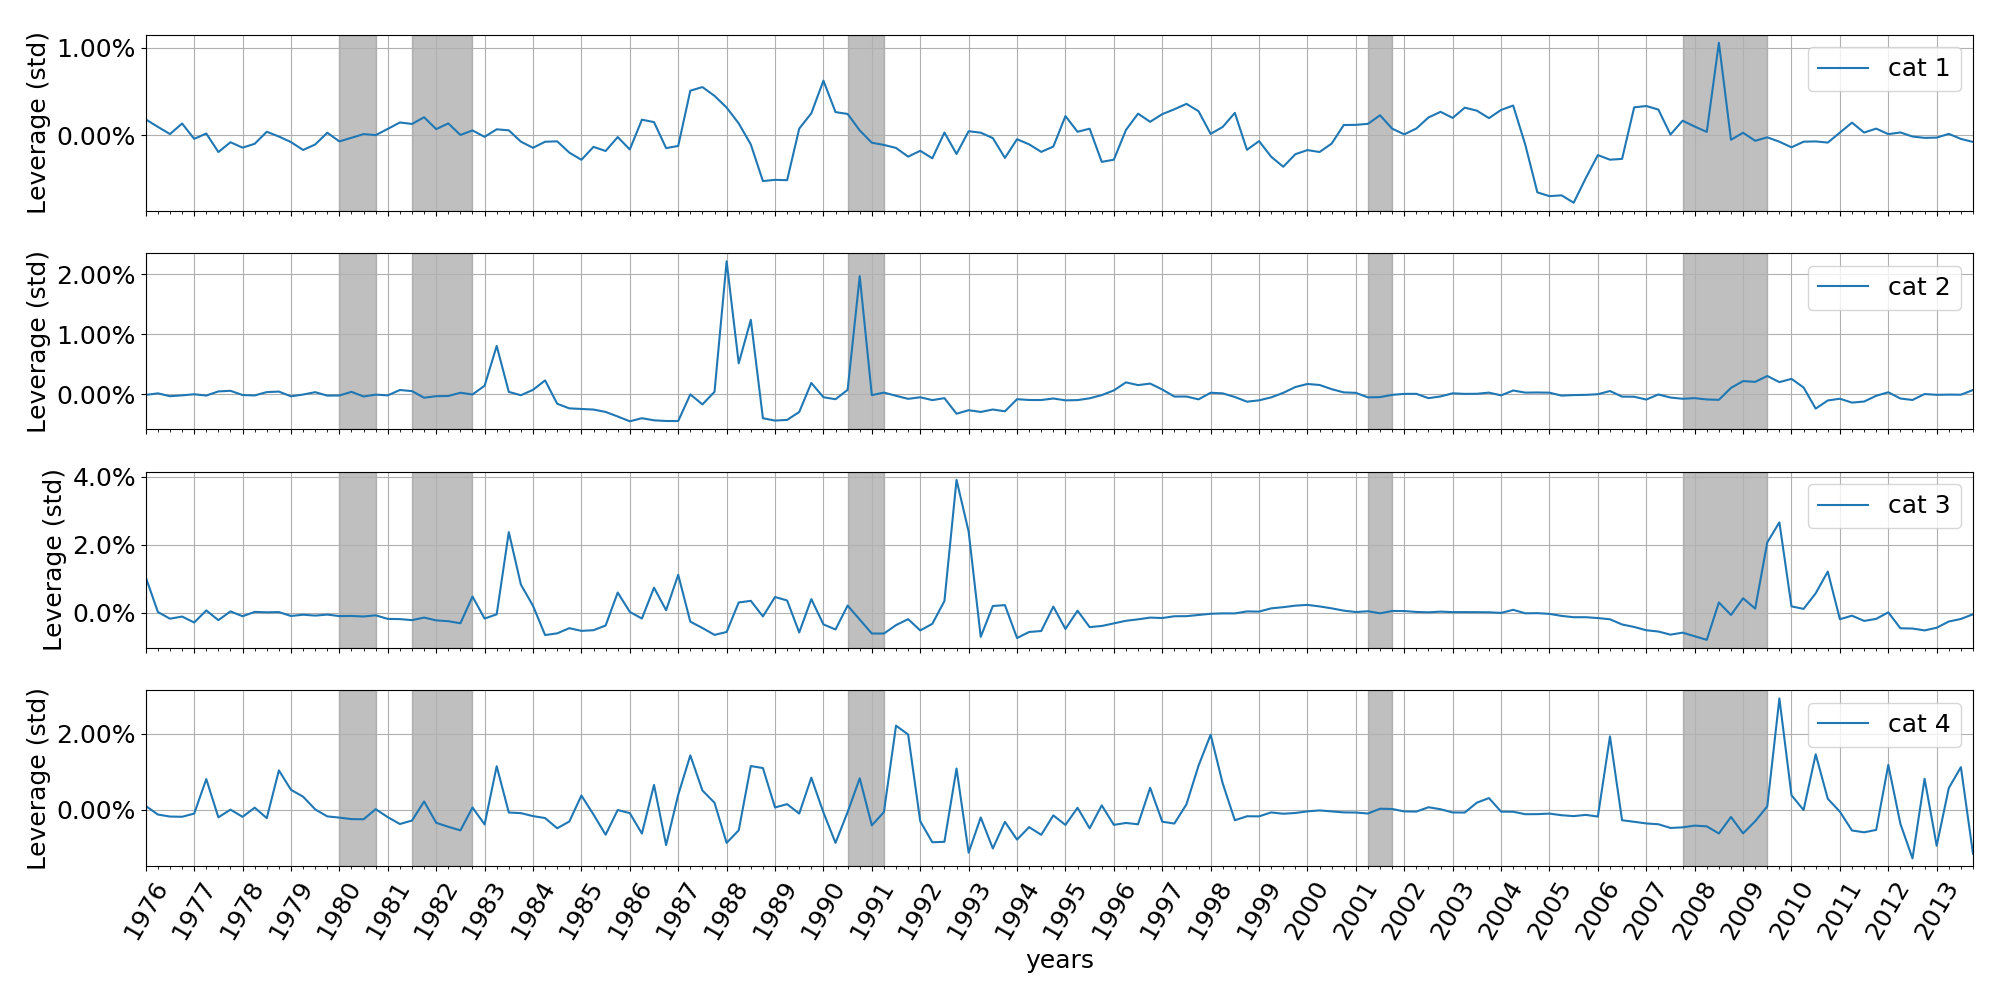 Leverage (std)
1.00%
0.00%
cat 1
Leverage (std)
2.00%
1.00%
0.00%
cat 2
Leverage (std)
4.0%
2.0%
0.0%
cat 3
Leverage (std)
2.00%
0.00%
cat 4
1976 1977 1978 1979 1980 1981 1982 1983 1984 1985 1986 1987 1988 1989 1990 1991 1992 1993 1994 1995 1996 1997 1998 1999 2000 2001 2002 2003 2004 2005 2006 2007 2008 2009 2010 2011 2012 2013
years